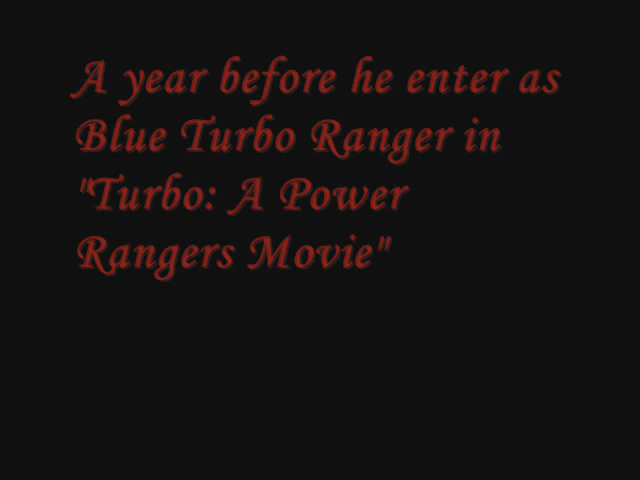 A year before he enter as
Blue Turbo Ranger in
"Turbo: A Power
Rangers Movie"